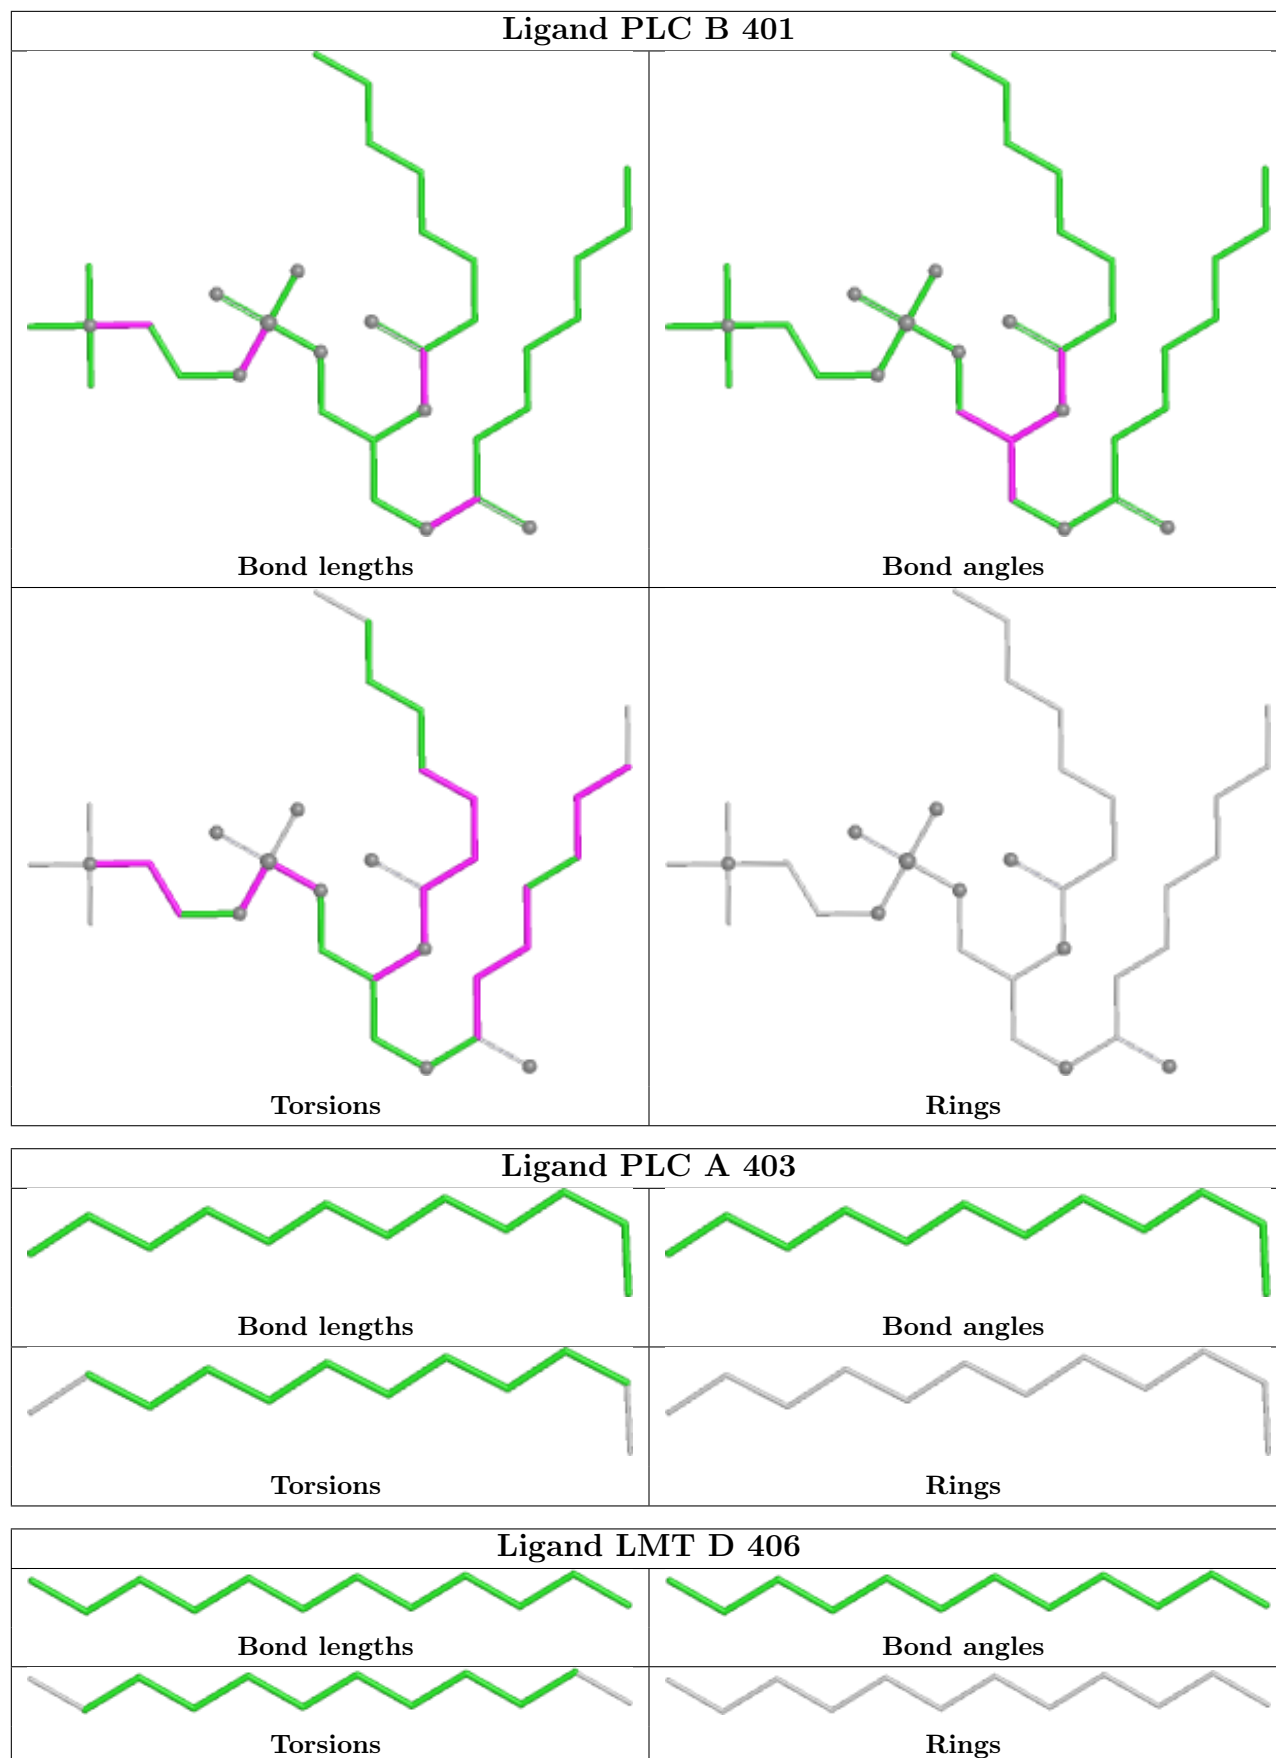 Ligand PLC B 401
Bond lengths
Bond angles
Torsions
Rings
Ligand PLC A 403
Bond lengths
Bond angles
Torsions
Rings
Ligand LMT D 406
Bond lengths
Bond angles
Torsions
Rings